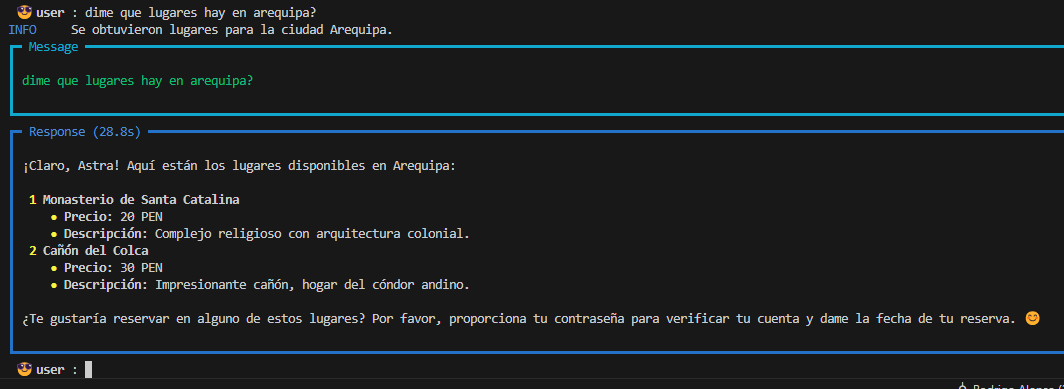 user : dime que lugares hay en arequipa?
INFO Se obtuvieron lugares para la ciudad Arequipa.
Message
dime que lugares hay en arequipa?
Response (28.8s)
¡Claro, Astra! Aquí están los lugares disponibles en Arequipa:
1 Monasterio de Santa Catalina
• Precio: 20 PEN
• Descripción: Complejo religioso con arquitectura colonial.
2 Cañón del Colca
• Precio: 30 PEN
• Descripción: Impresionante cañón, hogar del cóndor andino.
¿Te gustaría reservar en alguno de estos lugares? Por favor, proporciona tu contraseña para verificar tu cuenta y dame la fecha de tu reserva. 😊
user :